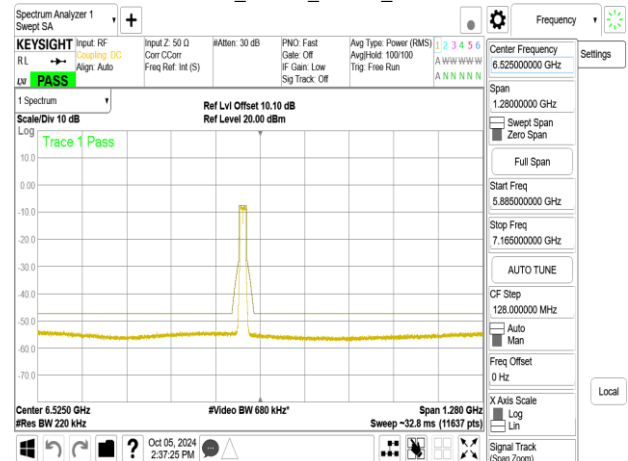 Spectrum Analyzer 1
Swept SA
Frequency
KEYSIGHT
RL
PASS
Input: RF
Coupling: DC
Align: Auto
Input Z: 50 Ω
Corr CCorr
Freq Ref: Int (S)
#Atten: 30 dB
PNO: Fast
Gate: Off
IF Gain: Low
Sig Track: Off
Avg Type: Power (RMS)
Avg|Hold: 100/100
Trig: Free Run
1 2 3 4 5 6
A W W W W W
A N N N N N
1 Spectrum
Scale/Div 10 dB
Log
Ref Lvl Offset 10.10 dB
Ref Level 20.00 dBm
Trace 1 Pass
10.0
0.00
-10.0
-20.0
-30.0
-40.0
-50.0
-60.0
-70.0
Center 6.5250 GHz
#Res BW 220 kHz
#Video BW 680 kHz*
Span 1.280 GHz
Sweep ~32.8 ms (11637 pts)
?
Oct 05, 2024
2:37:25 PM
Center Frequency
6.525000000 GHz
Settings
Span
1.28000000 GHz
Swept Span
Zero Span
Full Span
Start Freq
5.885000000 GHz
Stop Freq
7.165000000 GHz
AUTO TUNE
CF Step
128.000000 MHz
Auto
Man
Freq Offset
0 Hz
X Axis Scale
Log
Lin
Local
Signal Track
(Span Zoom)